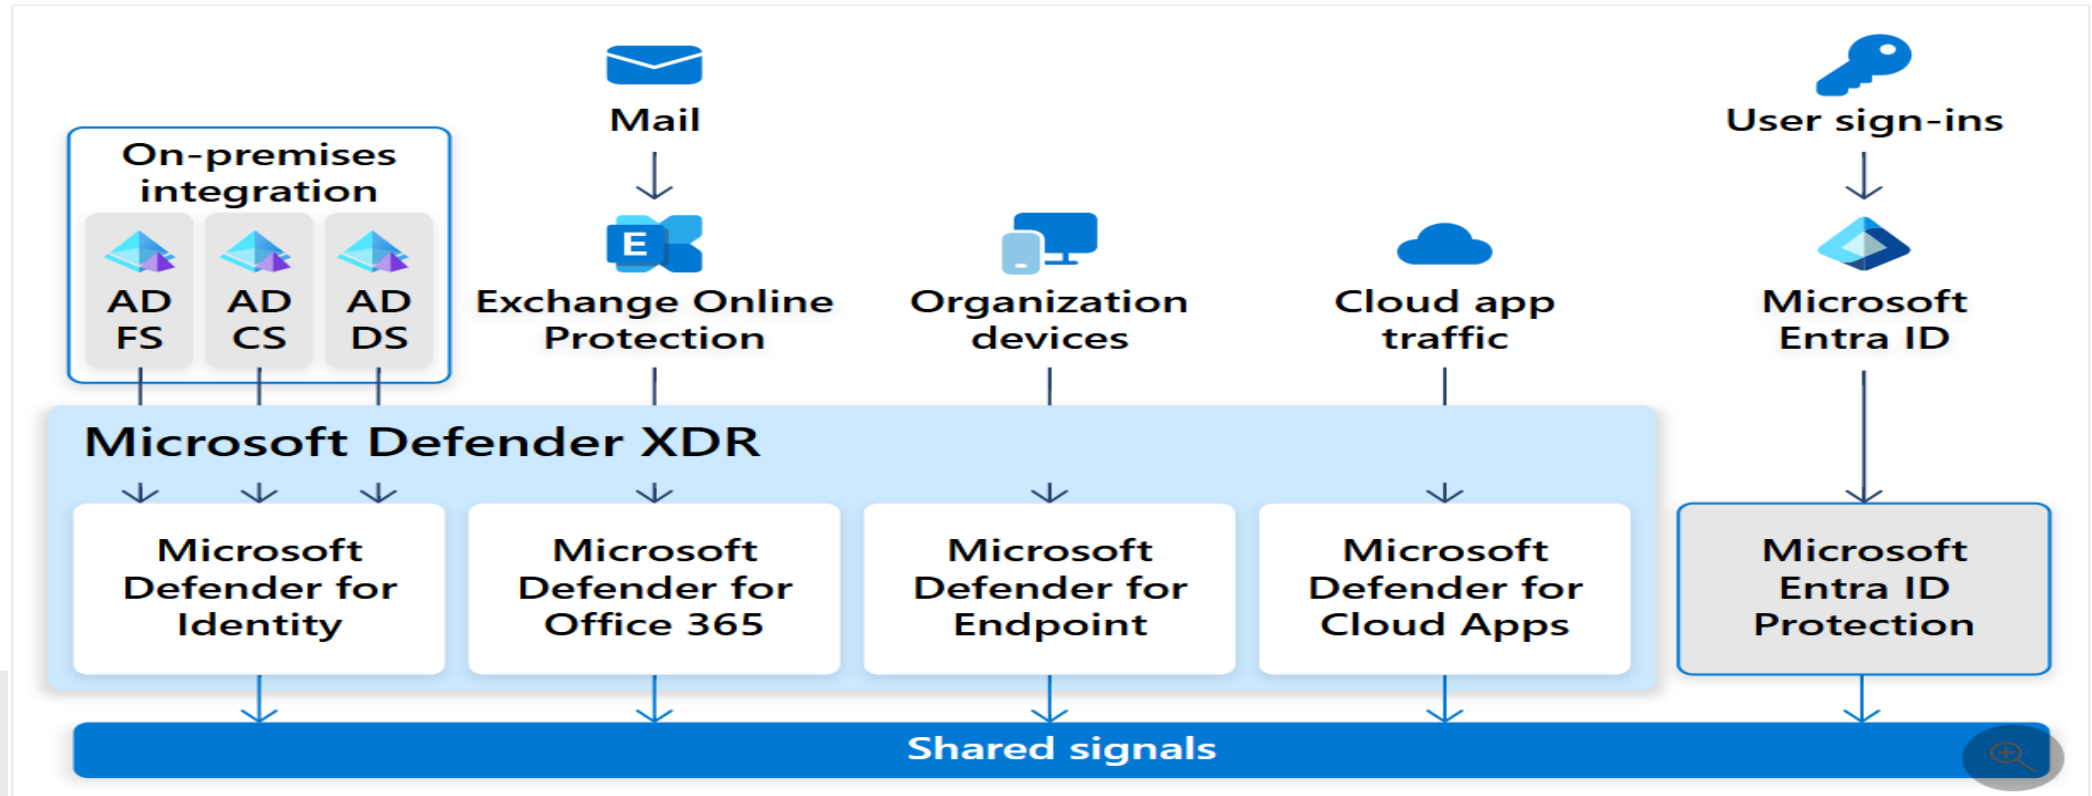 Mail
User sign-ins
On-premises
integration
AD
FS
AD
CS
AD
DS
E
Exchange Online
Protection
Organization
devices
Cloud app
traffic
Microsoft
Entra ID
Microsoft Defender XDR
Microsoft
Defender for
Identity
Microsoft
Defender for
Office 365
Microsoft
Defender for
Endpoint
Microsoft
Defender for
Cloud Apps
Microsoft
Entra ID
Protection
Shared signals